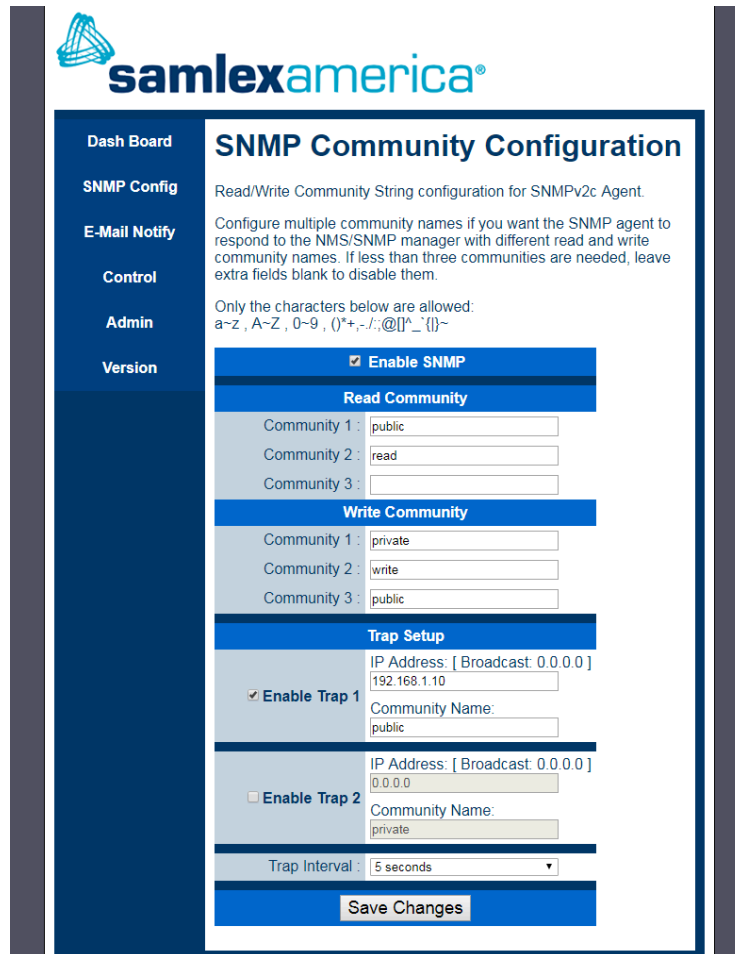 samlexamerica®
Dash Board
SNMP Config
E-Mail Notify
Control
Admin
Version
SNMP Community Configuration
Read/Write Community String configuration for SNMPv2c Agent.
Configure multiple community names if you want the SNMP agent to
respond to the NMS/SNMP manager with different read and write
community names. If less than three communities are needed, leave
extra fields blank to disable them.
Only the characters below are allowed:
a~z , A~Z , 0~9 , ()*+,-./:;@[]^_`{|}~
Enable SNMP
Read Community
Community 1 : public
Community 2 : read
Community 3 :
Write Community
Community 1 : private
Community 2 : write
Community 3 : public
Trap Setup
Enable Trap 1
IP Address: [ Broadcast: 0.0.0.0 ]
192.168.1.10
Community Name:
public
Enable Trap 2
IP Address: [ Broadcast: 0.0.0.0 ]
0.0.0.0
Community Name:
private
Trap Interval : 5 seconds
Save Changes